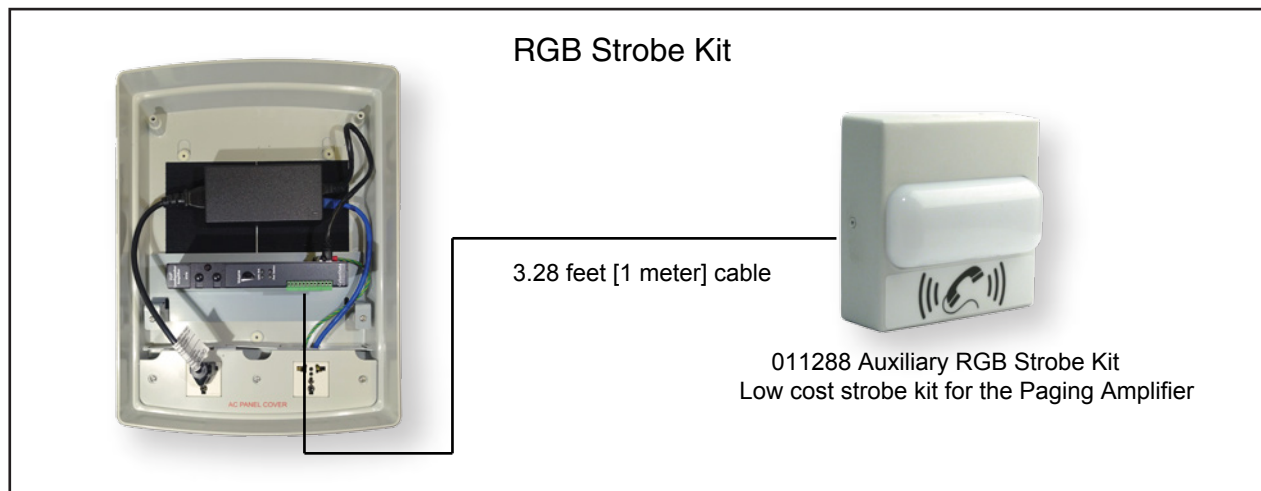 RGB Strobe Kit
3.28 feet [1 meter] cable
AC PANEL COVER
011288 Auxiliary RGB Strobe Kit
Low cost strobe kit for the Paging Amplifier